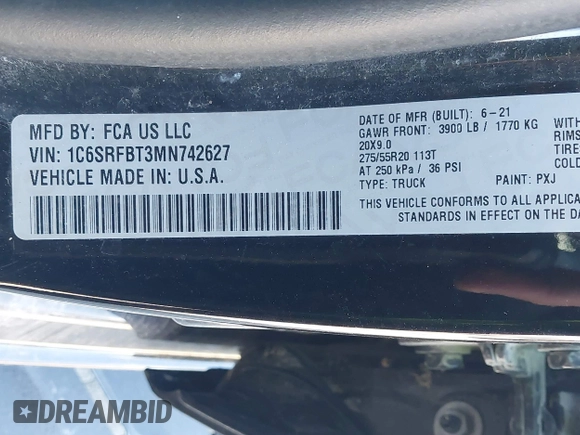 MFD BY: FCA US LLC
VIN: 1C6SRFBT3MN742627
VEHICLE MADE IN: U.S.A.
DATE OF MFR (BUILT): 6-21
GAWR FRONT: 3900 LB / 1770 KG
20X9.0
275/55R20 113T
AT 250 kPa / 36 PSI
TYPE: TRUCK PAINT: PXJ
THIS VEHICLE CONFORMS TO ALL
STANDARDS IN EFFECT ON THE DA
RIMS
TIRE
COLD
DREAMBID